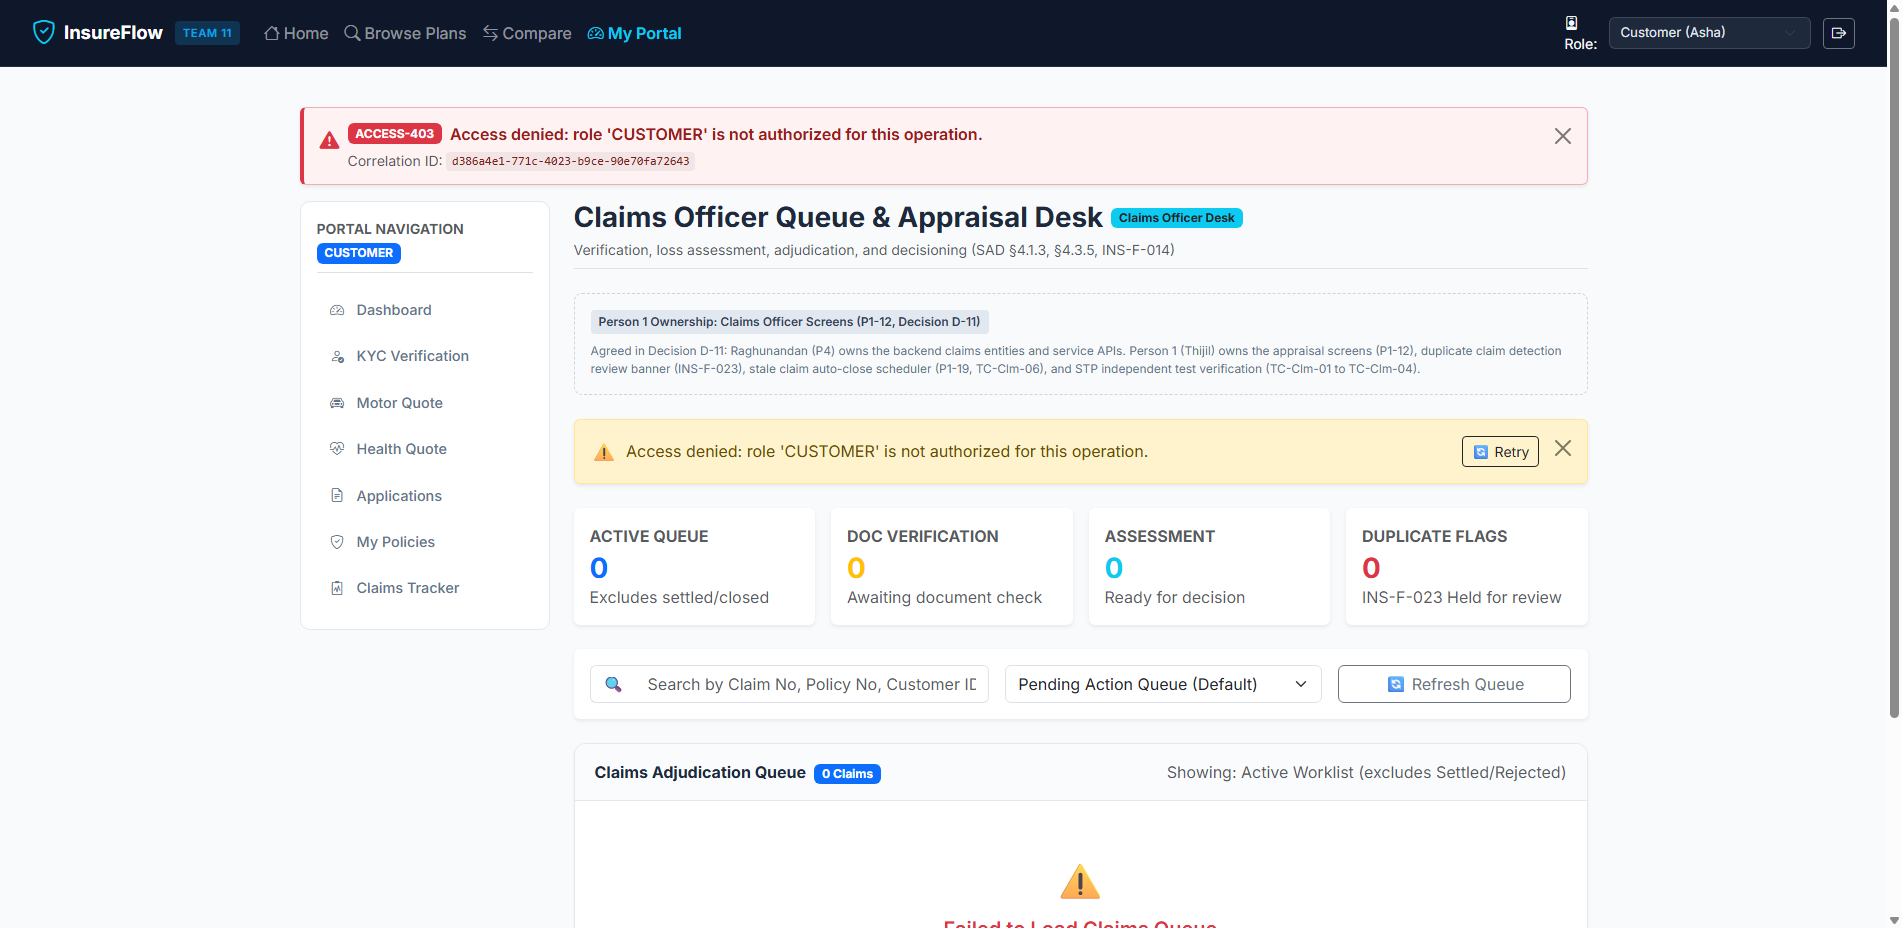 InsureFlow TEAM 11 Home Browse Plans Compare My Portal Role: Customer (Asha)
ACCESS-403 Access denied: role 'CUSTOMER' is not authorized for this operation.
Correlation ID: d386a4e1-771c-4023-b9ce-90e70fa72643
PORTAL NAVIGATION
CUSTOMER
Dashboard
KYC Verification
Motor Quote
Health Quote
Applications
My Policies
Claims Tracker
Claims Officer Queue & Appraisal Desk Claims Officer Desk
Verification, loss assessment, adjudication, and decisioning (SAD §4.1.3, §4.3.5, INS-F-014)
Person 1 Ownership: Claims Officer Screens (P1-12, Decision D-11)
Agreed in Decision D-11: Raghunandan (P4) owns the backend claims entities and service APIs. Person 1 (Thijil) owns the appraisal screens (P1-12), duplicate claim detection
review banner (INS-F-023), stale claim auto-close scheduler (P1-19, TC-Clm-06), and STP independent test verification (TC-Clm-01 to TC-Clm-04).
Access denied: role 'CUSTOMER' is not authorized for this operation. Retry
ACTIVE QUEUE
0
Excludes settled/closed
DOC VERIFICATION
0
Awaiting document check
ASSESSMENT
0
Ready for decision
DUPLICATE FLAGS
0
INS-F-023 Held for review
Search by Claim No, Policy No, Customer ID Pending Action Queue (Default) Refresh Queue
Claims Adjudication Queue 0 Claims Showing: Active Worklist (excludes Settled/Rejected)
Failed to Load Claims Queue